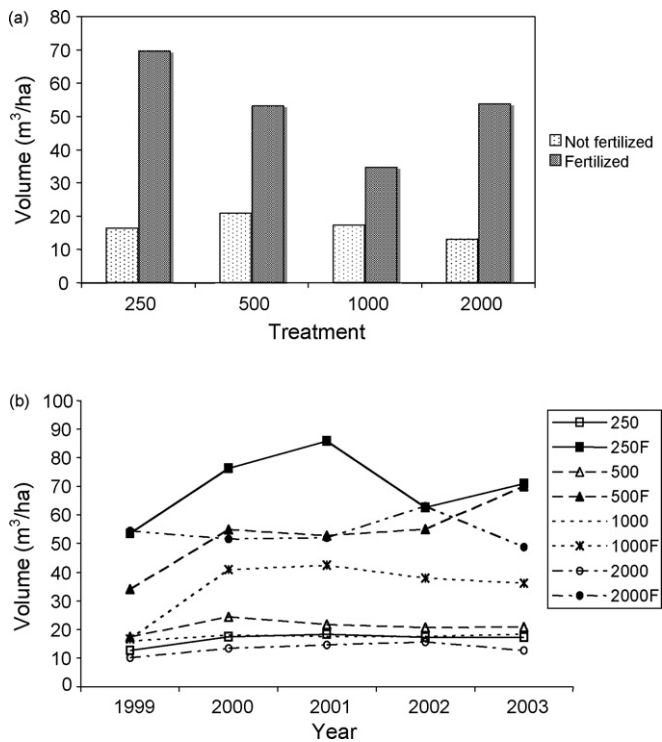 (a)
80
70
60
50
40
30
20
10
0
Volume (m³/ha)
250 500 1000 2000
Treatment
Not fertilized
Fertilized
(b)
100
90
80
70
60
50
40
30
20
10
0
Volume (m³/ha)
1999 2000 2001 2002 2003
Year
250
250F
500
500F
1000
1000F
2000
2000F